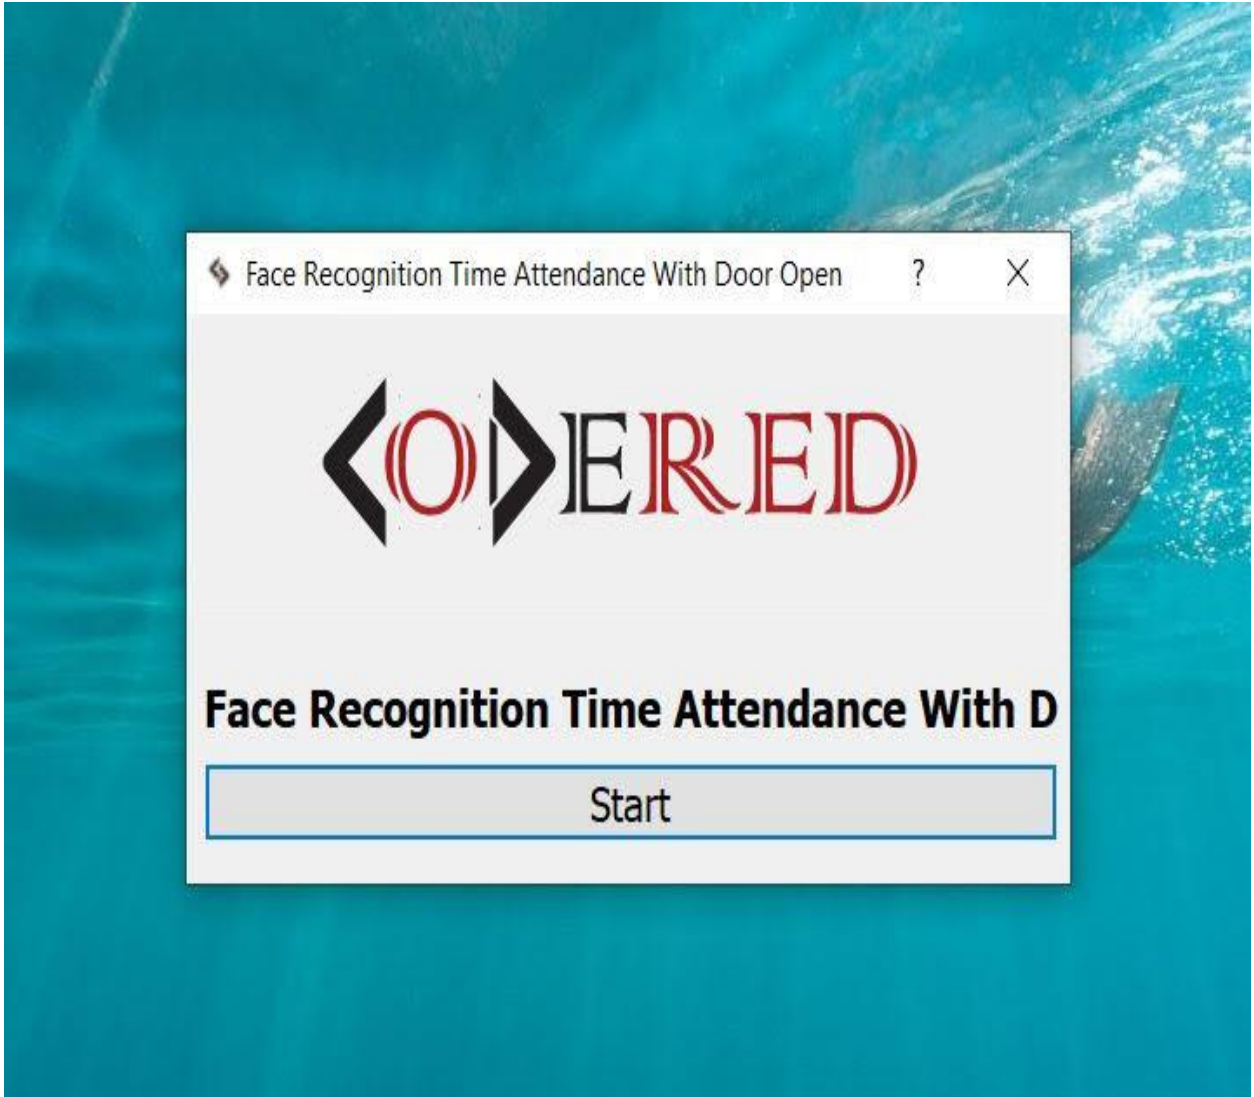 Face Recognition Time Attendance With Door Open ? X
CODERED
Face Recognition Time Attendance With D
Start